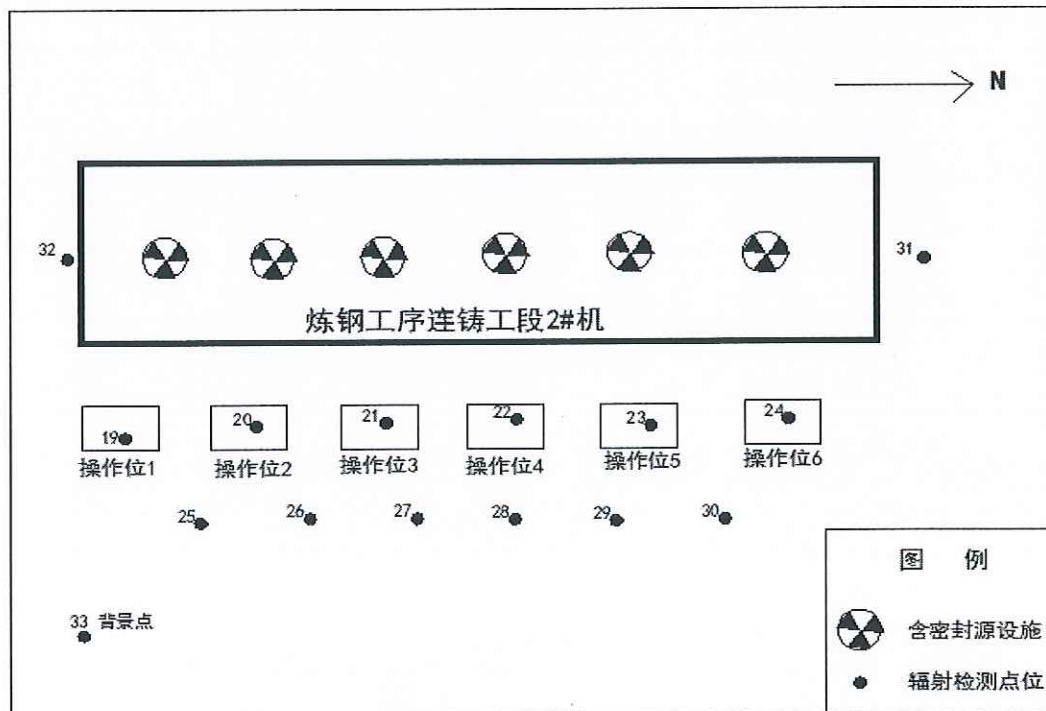 N
32
31
炼钢工序连铸工段2#机
19
20
21
22
23
24
操作位1
操作位2
操作位3
操作位4
操作位5
操作位6
25
26
27
28
29
30
33 背景点
图 例
含密封源设施
辐射检测点位